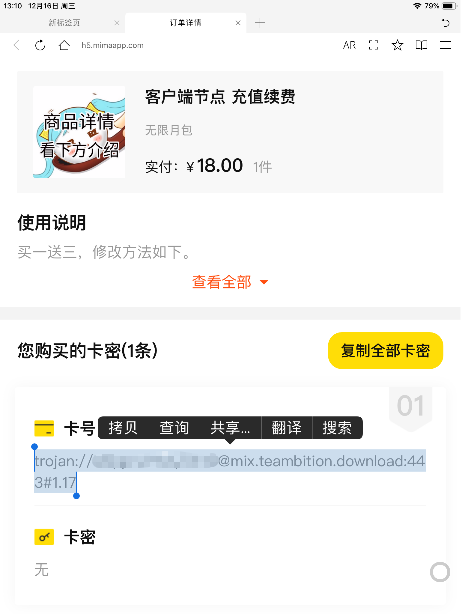 13:10 12月16日 周三
79%
新标签页
订单详情
h5.mimaapp.com
AR
商品详情
看下方介绍
客户端节点 充值续费
无限月包
实付：￥18.00 1件
使用说明
买一送三，修改方法如下。
查看全部
您购买的卡密(1条)
复制全部卡密
01
卡号
拷贝 查询 共享... 翻译 搜索
trojan://
@mix.teambition.download:44
3#1.17
卡密
无